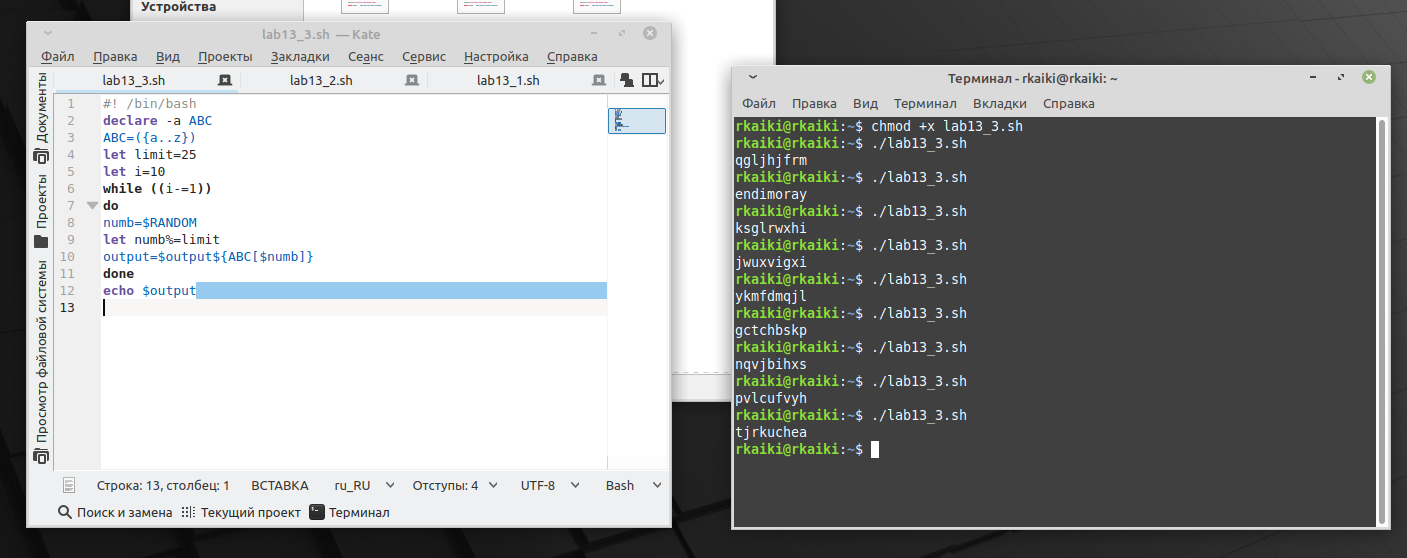 Устройства
lab13_3.sh — Kate
Файл Правка Вид Проекты Закладки Сеанс Сервис Настройка Справка
lab13_3.sh lab13_2.sh lab13_1.sh
Документы
Проекты
Просмотр файловой системы
1 #! /bin/bash
2 declare -a ABC
3 ABC=({a..z})
4 let limit=25
5 let i=10
6 while ((i-=1))
7 do
8 numb=$RANDOM
9 let numb%=limit
10 output=$output${ABC[$numb]}
11 done
12 echo $output
13
Строка: 13, столбец: 1 ВСТАВКА ru_RU Отступы: 4 UTF-8 Bash
Поиск и замена Текущий проект Терминал
Терминал - rkaiki@rkaiki: ~
Файл Правка Вид Терминал Вкладки Справка
rkaiki@rkaiki:~$ chmod +x lab13_3.sh
rkaiki@rkaiki:~$ ./lab13_3.sh
qgljhjfrm
rkaiki@rkaiki:~$ ./lab13_3.sh
endimoray
rkaiki@rkaiki:~$ ./lab13_3.sh
ksglrwxhi
rkaiki@rkaiki:~$ ./lab13_3.sh
jwuxvigxi
rkaiki@rkaiki:~$ ./lab13_3.sh
ykmfdmqjl
rkaiki@rkaiki:~$ ./lab13_3.sh
gctchbskp
rkaiki@rkaiki:~$ ./lab13_3.sh
nqvjbihxs
rkaiki@rkaiki:~$ ./lab13_3.sh
pvlcufvyh
rkaiki@rkaiki:~$ ./lab13_3.sh
tjrkuchea
rkaiki@rkaiki:~$